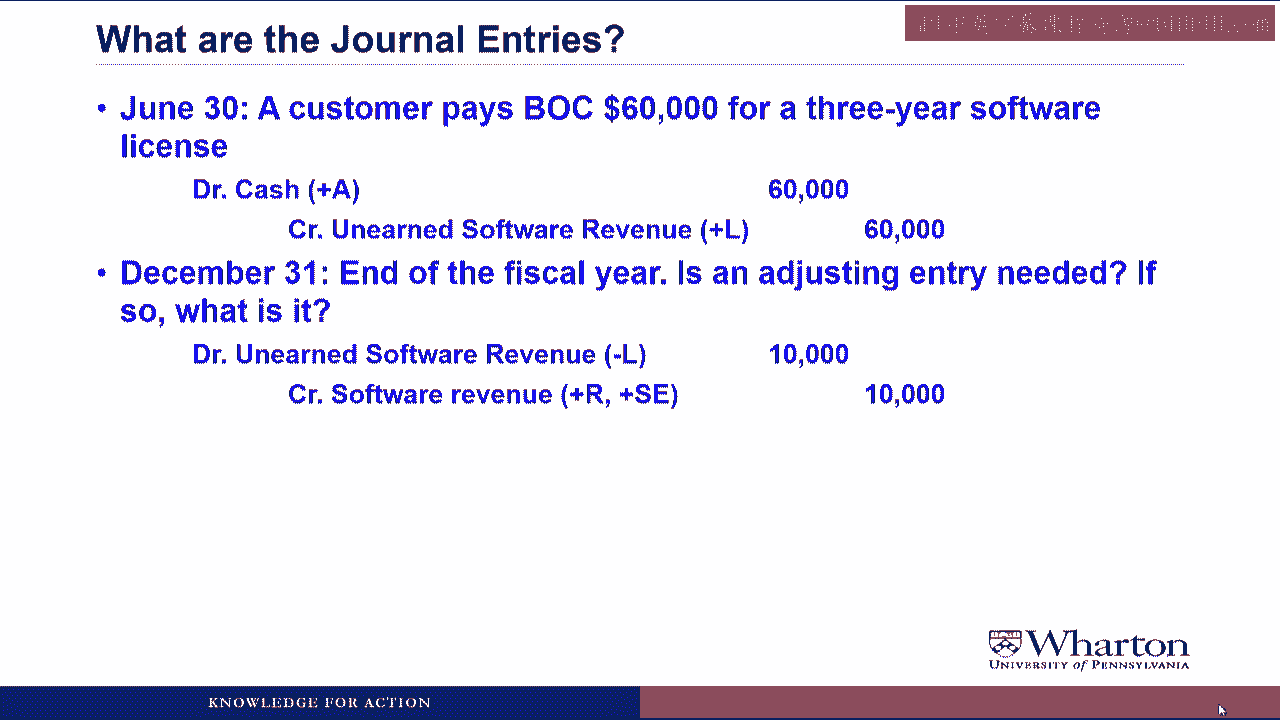 What are the Journal Entries?
• June 30: A customer pays BOC $60,000 for a three-year software
license
Dr. Cash (+A) 60,000
Cr. Unearned Software Revenue (+L) 60,000
• December 31: End of the fiscal year. Is an adjusting entry needed? If
so, what is it?
Dr. Unearned Software Revenue (-L) 10,000
Cr. Software revenue (+R, +SE) 10,000
Wharton
UNIVERSITY of PENNSYLVANIA
KNOWLEDGE FOR ACTION